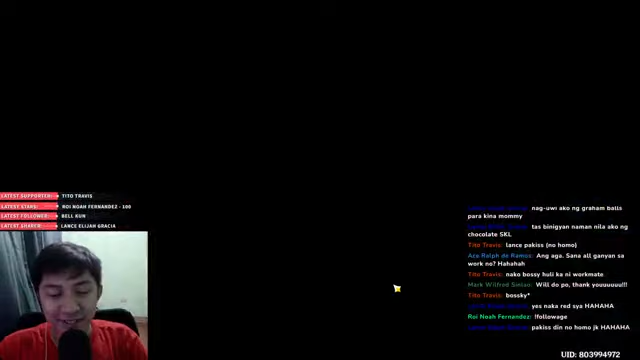 LATEST SUPPORTER: TITO TRAVIS
LATEST STARS: ROI NOAH FERNANDEZ - 100
LATEST FOLLOWER: BELL KUN
LATEST SHARER: LANCE ELIJAH GRACIA
nag-uwi ako ng graham balls
para kina mommy
tas binigyan naman nila ako ng
chocolate SKL
Tito Travis: lance pakiss (no homo)
Aza Ralph de Ramos: Ang aga. Sana all ganyan sa
work no? Hahahah
Tito Travis: nako bossy huli ka ni workmate
Mark Wilfred Sinlao: Will do po, thank youuuuuu!!!
Tito Travis: bossky*
yes naka red sya HAHAHA
Roi Noah Fernandez: !followage
pakiss din no homo jk HAHAHA
UID: 803994972